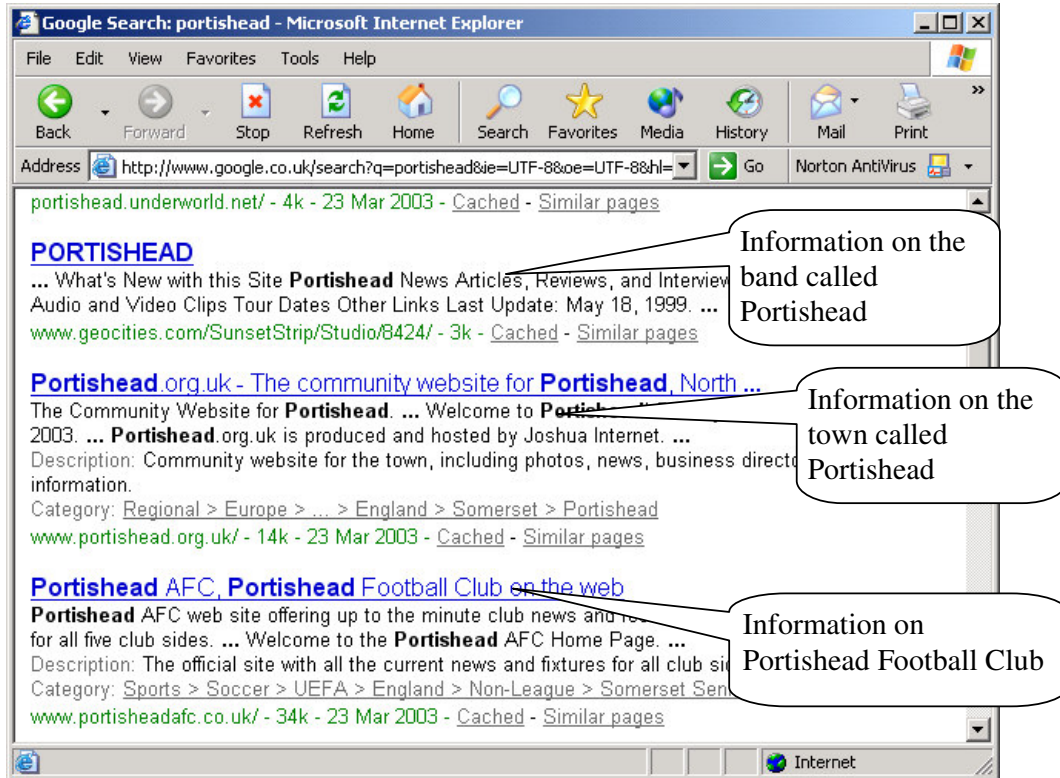 Google Search: portishead - Microsoft Internet Explorer
File Edit View Favorites Tools Help
Back Forward Stop Refresh Home Search Favorites Media History Mail Print »
Address http://www.google.co.uk/search?q=portishead&ie=UTF-8&oe=UTF-8&hl= Go Norton AntiVirus
portishead.underworld.net/ - 4k - 23 Mar 2003 - Cached - Similar pages
PORTISHEAD
... What's New with this Site Portishead News Articles, Reviews, and
Audio and Video Clips Tour Dates Other Links Last Update: May 18, 1999. ...
www.geocities.com/SunsetStrip/Studio/8424/ - 3k - Cached - Similar pages
Information on the
band called
Portishead
Portishead.org.uk - The community website for Portishead, North ...
The Community Website for Portishead. ... Welcome to
2003. ... Portishead.org.uk is produced and hosted by Joshua Internet. ...
Description: Community website for the town, including photos, news, business
information.
Category: Regional > Europe > ... > England > Somerset > Portishead
www.portishead.org.uk/ - 14k - 23 Mar 2003 - Cached - Similar pages
Information on the
town called
Portishead
Portishead AFC, Portishead Football Club on the web
Portishead AFC web site offering up to the minute club news and
for all five club sides. ... Welcome to the Portishead AFC Home Page. ...
Description: The official site with all the current news and fixtures for all club
Category: Sports > Soccer > UEFA > England > Non-League > Somerset
www.portisheadafc.co.uk/ - 34k - 23 Mar 2003 - Cached - Similar pages
Information on
Portishead Football Club
Internet